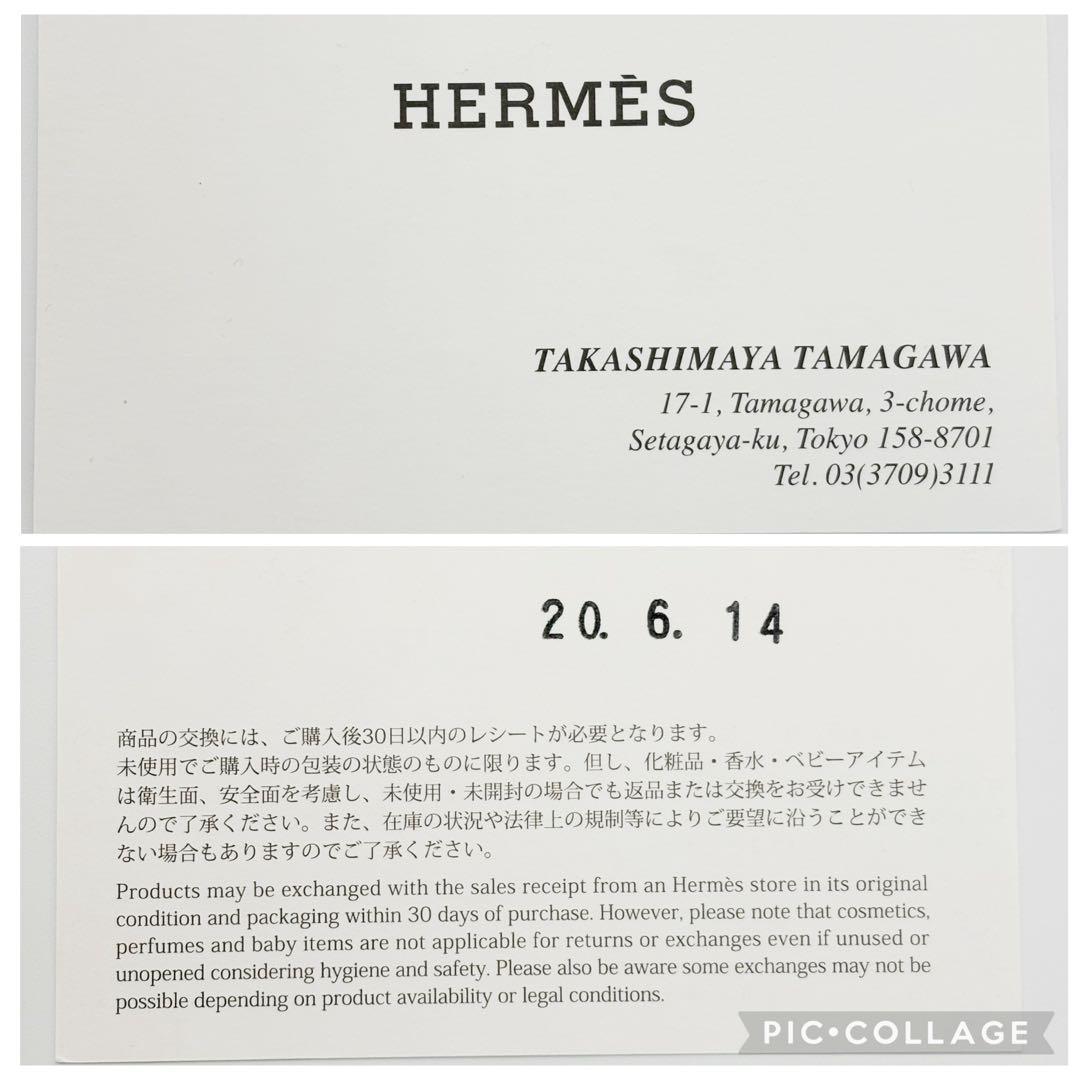 HERMÈS
TAKASHIMAYA TAMAGAWA
17-1, Tamagawa, 3-chome,
Setagaya-ku, Tokyo 158-8701
Tel. 03(3709)3111
20. 6. 14
商品の交換には、ご購入後30日以内のレシートが必要となります。
未使用でご購入時の包装の状態のものに限ります。但し、化粧品・香水・ベビーアイテム
は衛生面、安全面を考慮し、未使用・未開封の場合でも返品または交換をお受けできませ
んので了承ください。また、在庫の状況や法律上の規制等によりご要望に沿うことができ
ない場合もありますのでご了承ください。
Products may be exchanged with the sales receipt from an Hermès store in its original
condition and packaging within 30 days of purchase. However, please note that cosmetics,
perfumes and baby items are not applicable for returns or exchanges even if unused or
unopened considering hygiene and safety. Please also be aware some exchanges may not be
possible depending on product availability or legal conditions.
PIC•COLLAGE